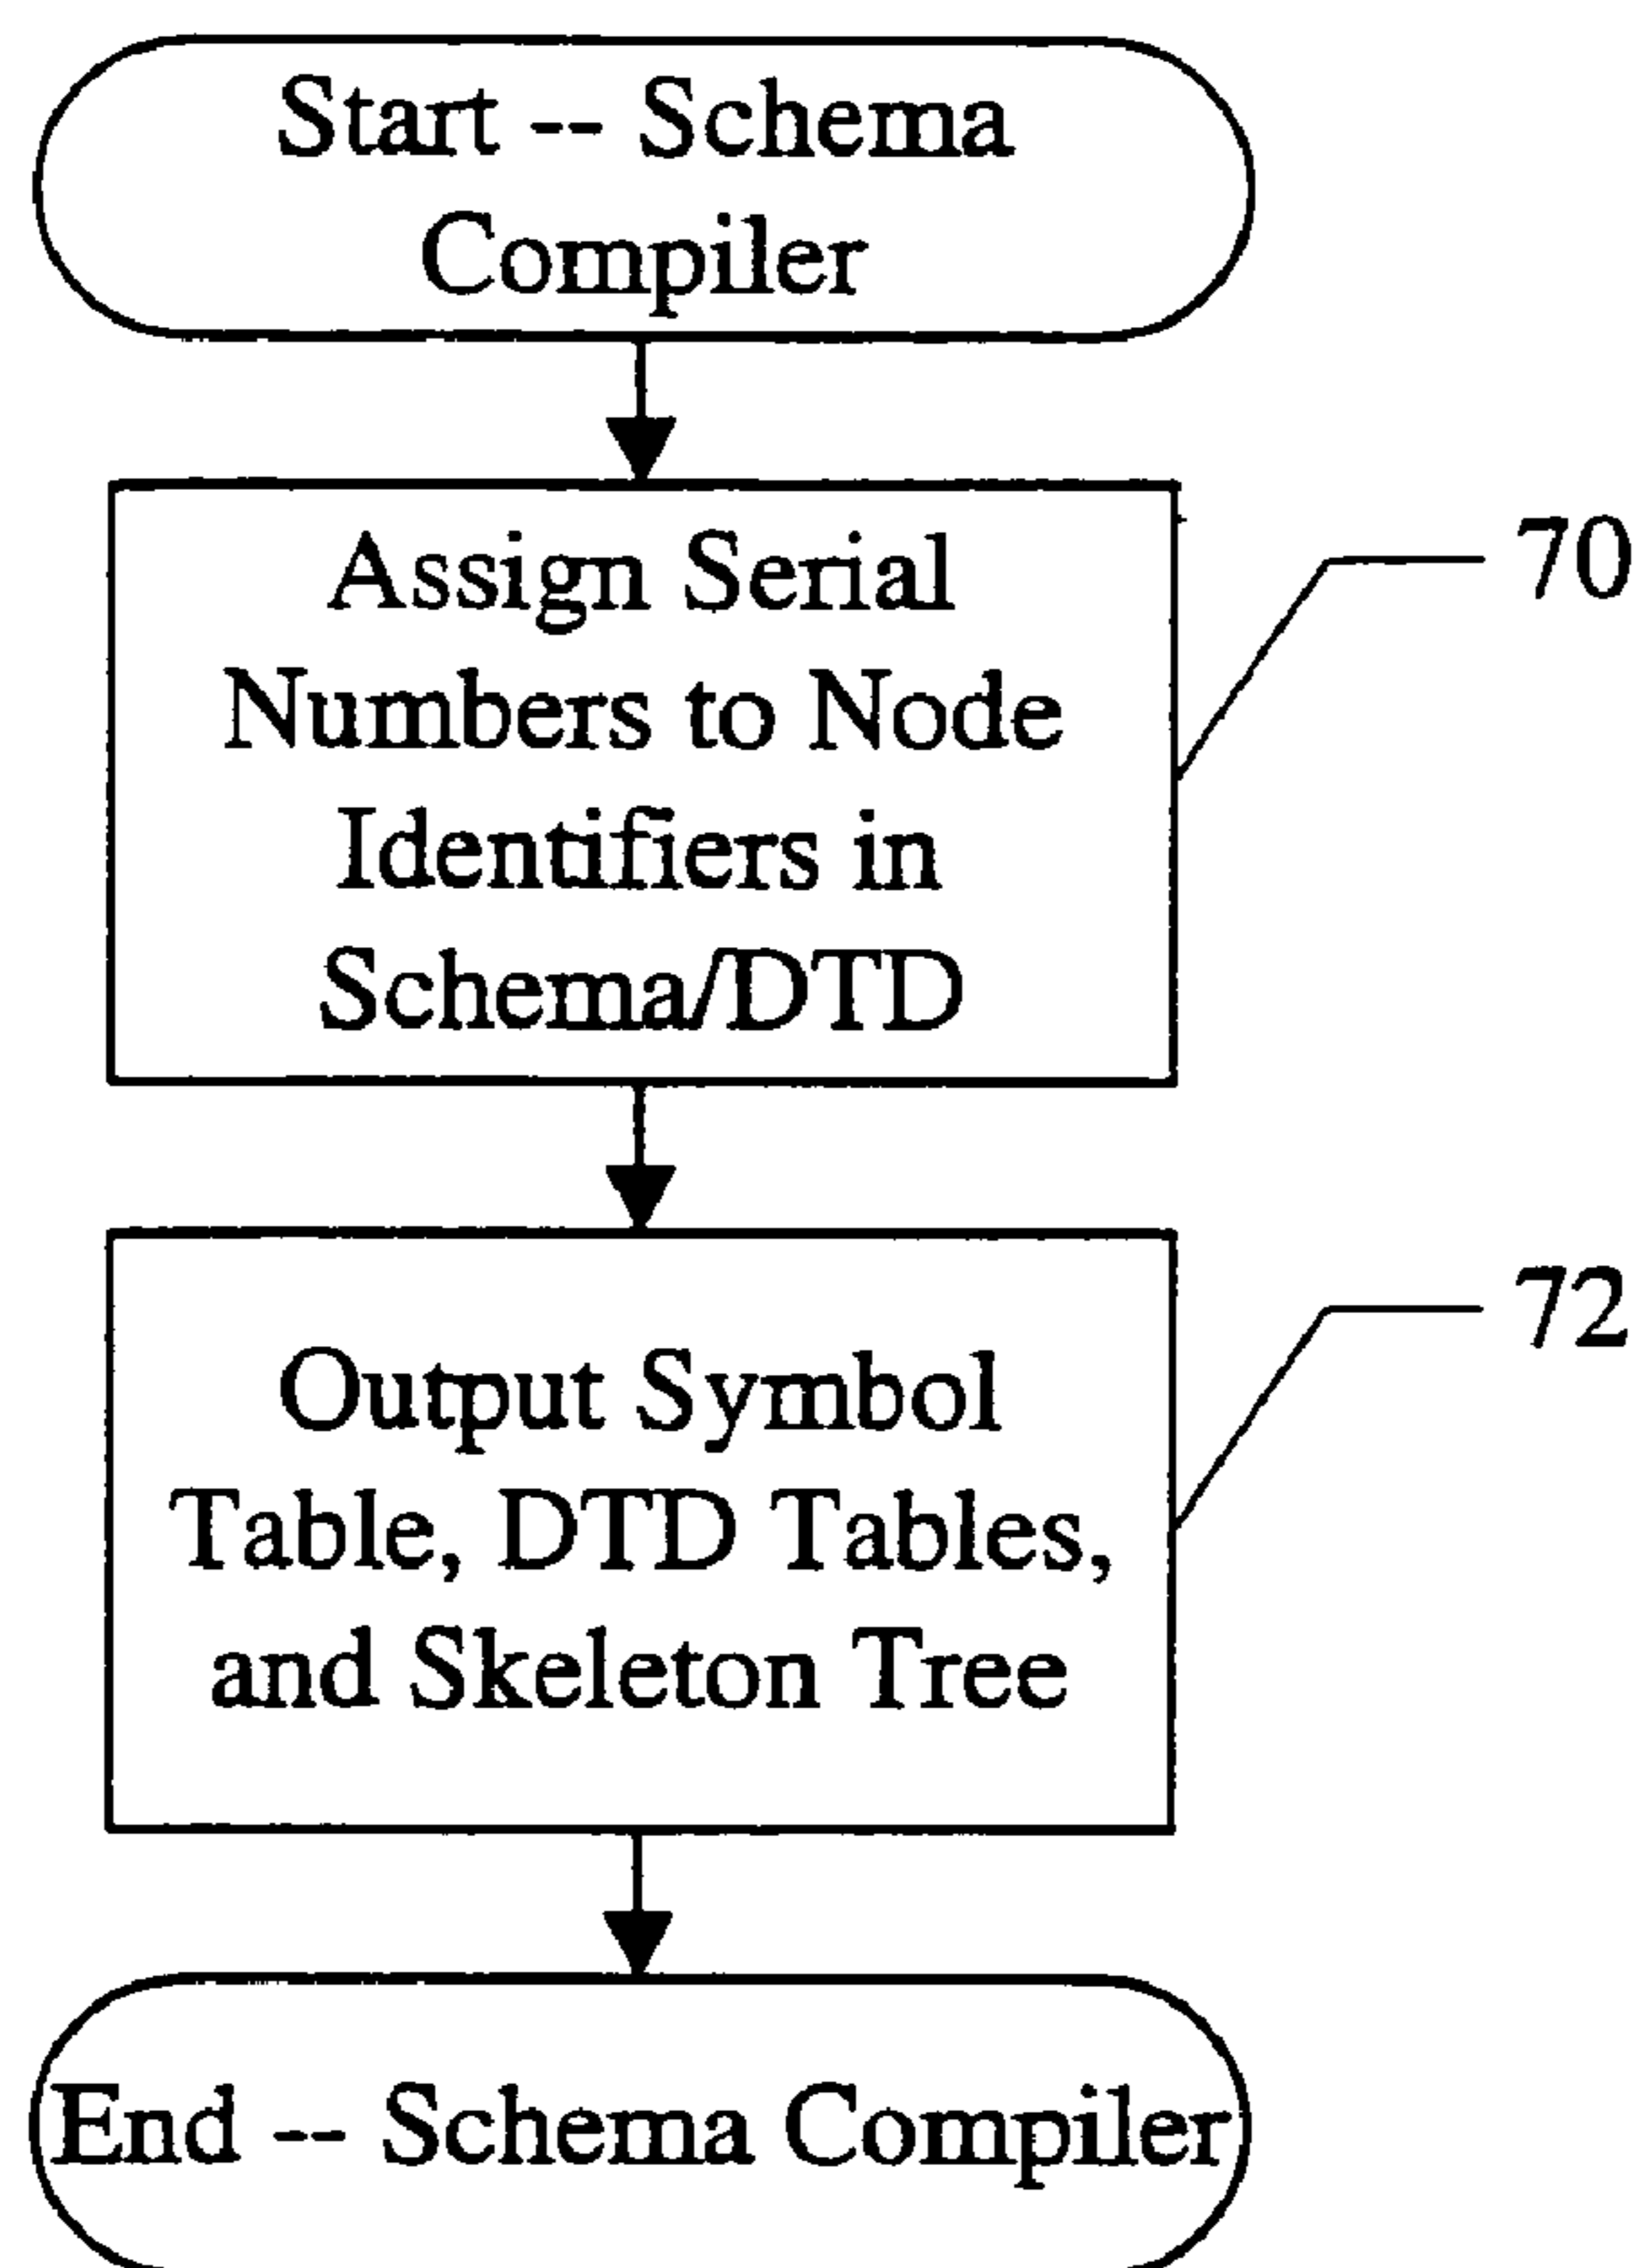 Start -- Schema
Compiler
Assign Serial
Numbers to Node
Identifiers in
Schema/DTD
70
Output Symbol
Table, DTD Tables,
and Skeleton Tree
72
End -- Schema Compiler